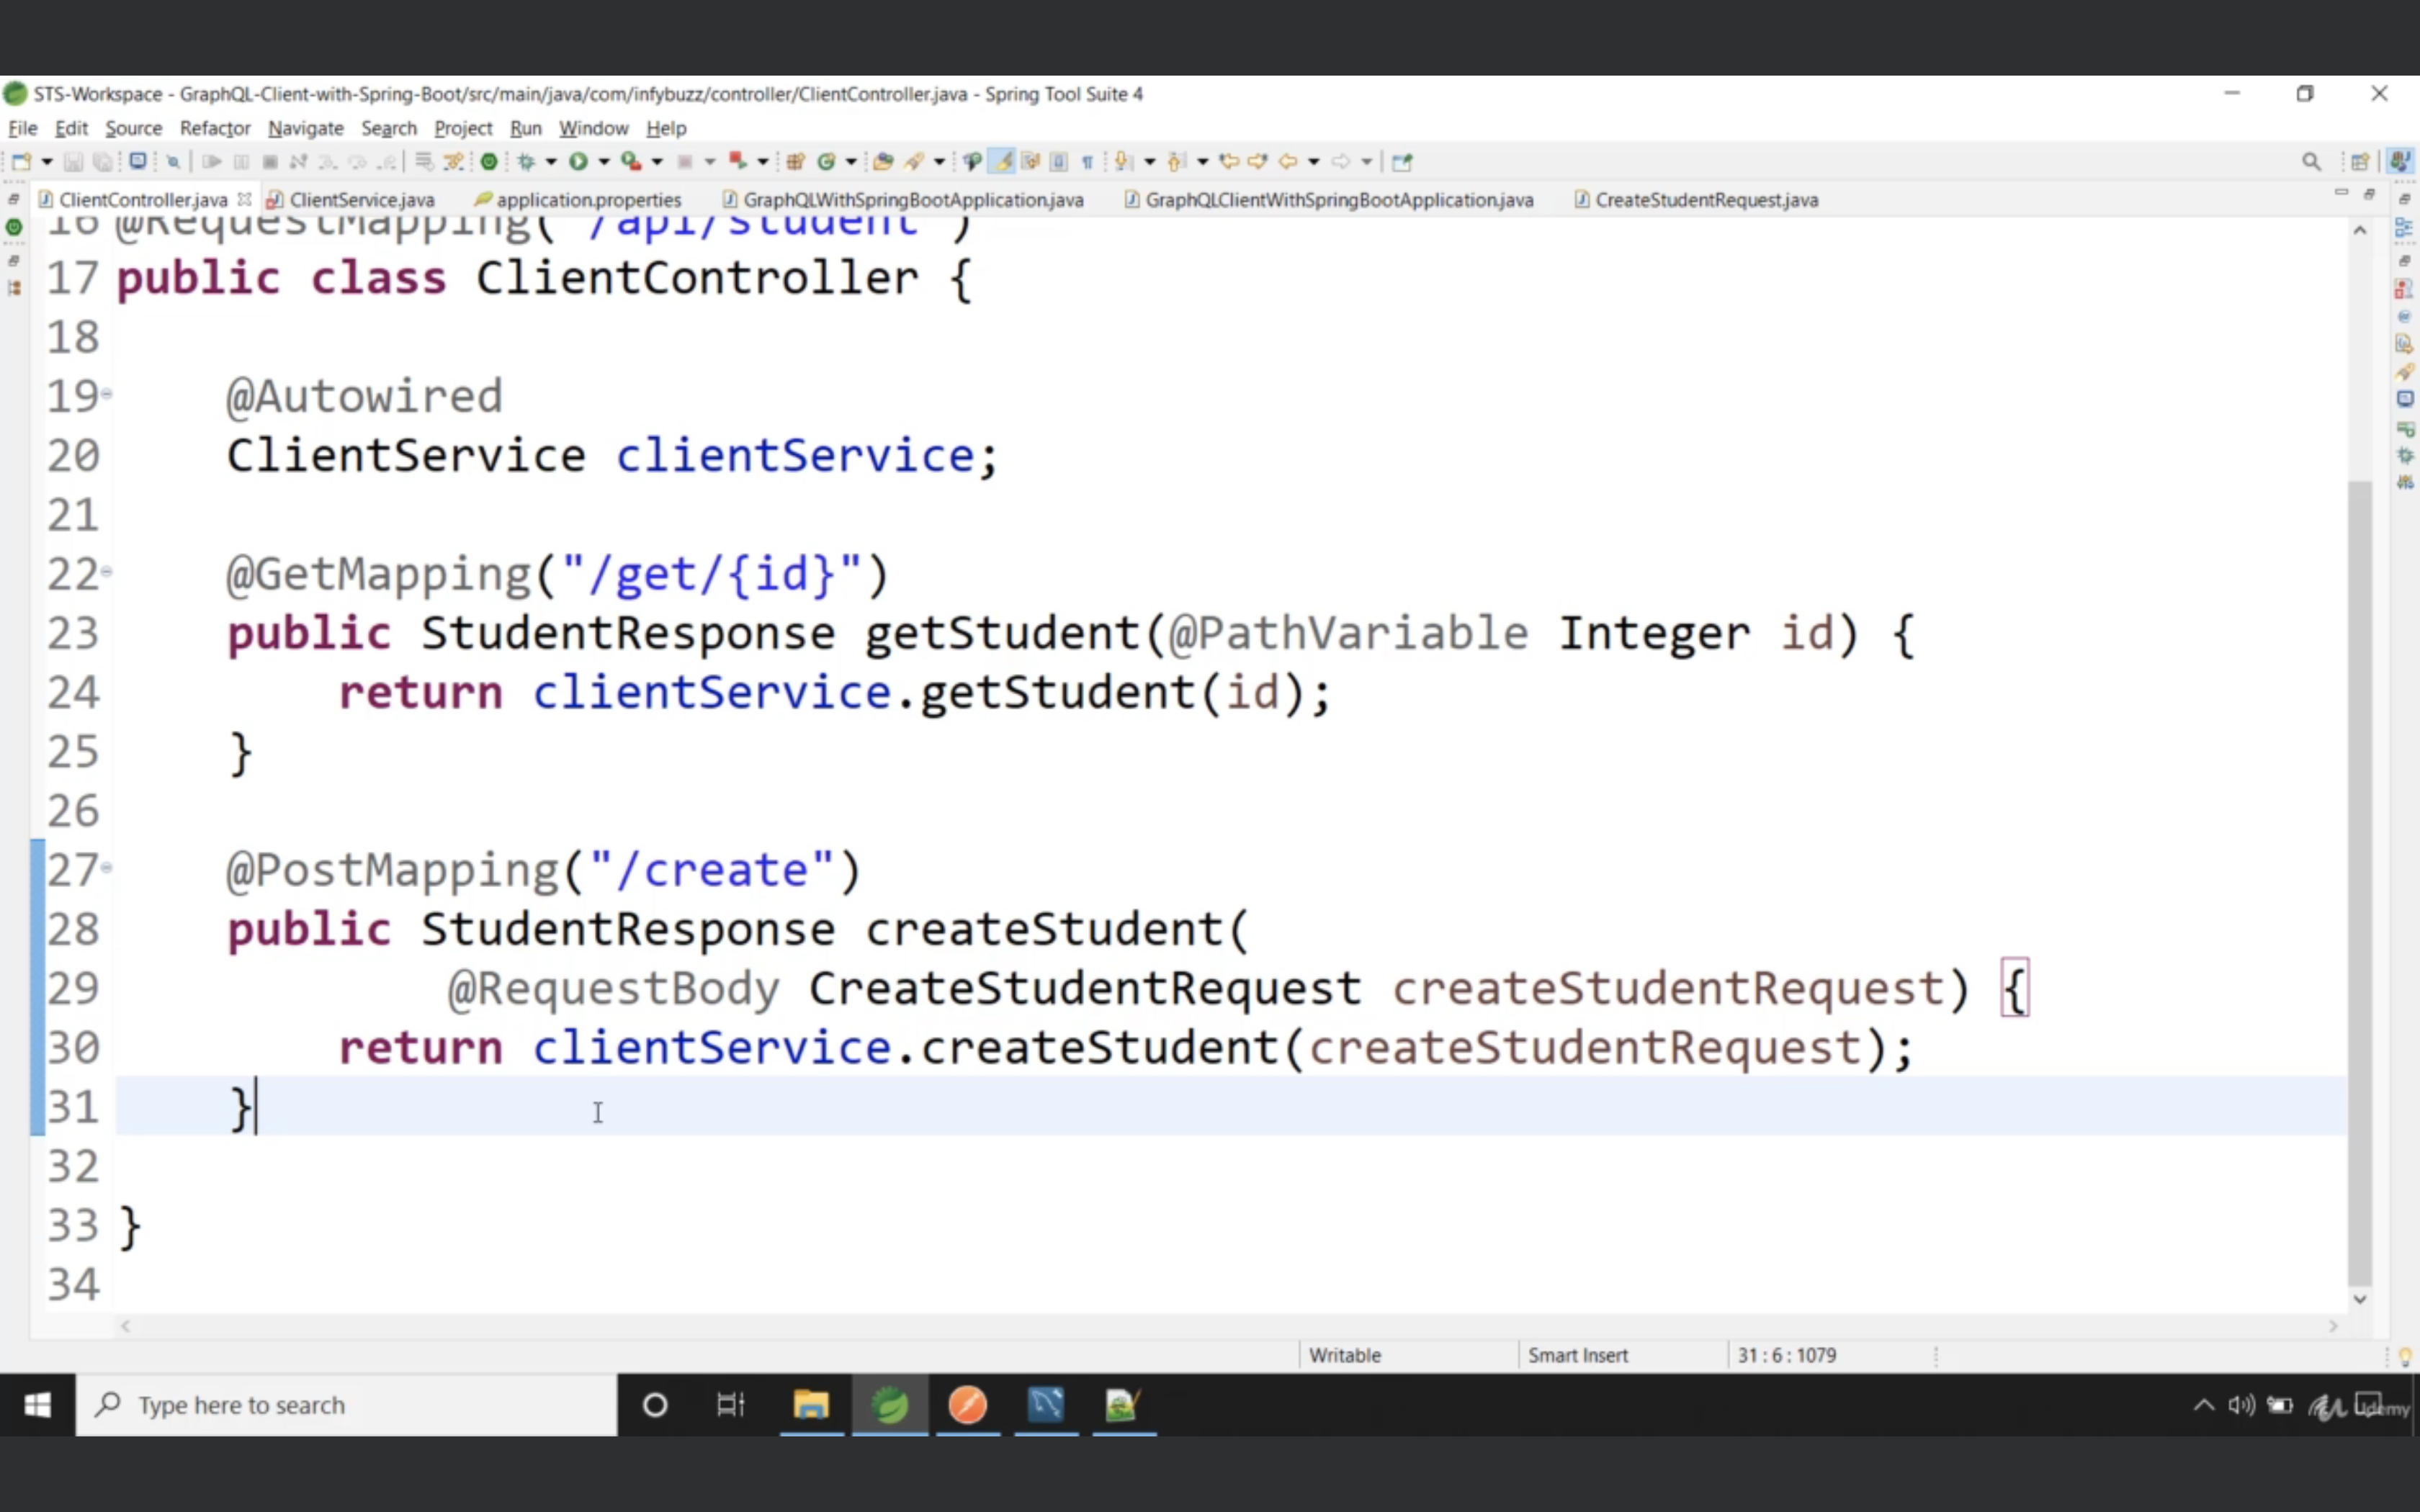 STS-Workspace - GraphQL-Client-with-Spring-Boot/src/main/java/com/infybuzz/controller/ClientController.java - Spring Tool Suite 4
File Edit Source Refactor Navigate Search Project Run Window Help
ClientController.java ClientService.java application.properties GraphQLWithSpringBootApplication.java GraphQLClientWithSpringBootApplication.java CreateStudentRequest.java
16 @RequestMapping("/api/student")
17 public class ClientController {
18
19 @Autowired
20 ClientService clientService;
21
22 @GetMapping("/get/{id}")
23 public StudentResponse getStudent(@PathVariable Integer id) {
24 return clientService.getStudent(id);
25 }
26
27 @PostMapping("/create")
28 public StudentResponse createStudent(
29 @RequestBody CreateStudentRequest createStudentRequest) {
30 return clientService.createStudent(createStudentRequest);
31 }
32
33 }
34
Writable Smart Insert 31 : 6 : 1079
Type here to search
Udemy